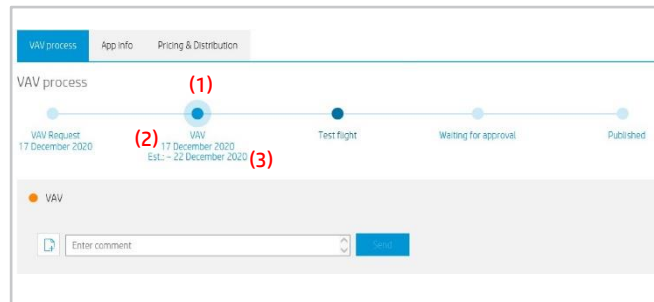 VAV process App info Pricing & Distribution
VAV process
(1)
VAV Request
17 December 2020
(2) VAV
17 December 2020
Est.: ~ 22 December 2020 (3)
Test flight
Waiting for approval
Published
VAV
Enter comment
Send